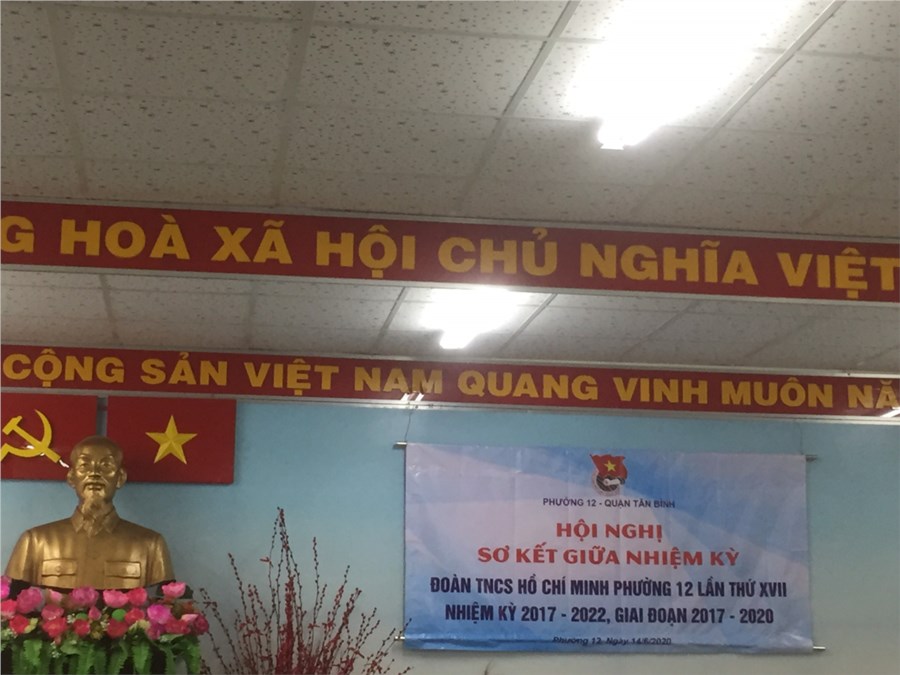 G HOÀ XÃ HỘI CHỦ NGHĨA VIỆT
CỘNG SẢN VIỆT NAM QUANG VINH MUÔN NĂ
PHƯỜNG 12 - QUẬN TÂN BÌNH
HỘI NGHỊ
SƠ KẾT GIỮA NHIỆM KỲ
ĐOÀN TNCS HỒ CHÍ MINH PHƯỜNG 12 LẦN THỨ XVII
NHIỆM KỲ 2017 - 2022, GIAI ĐOẠN 2017 - 2020
Phường 12, Ngày 14/6/2020